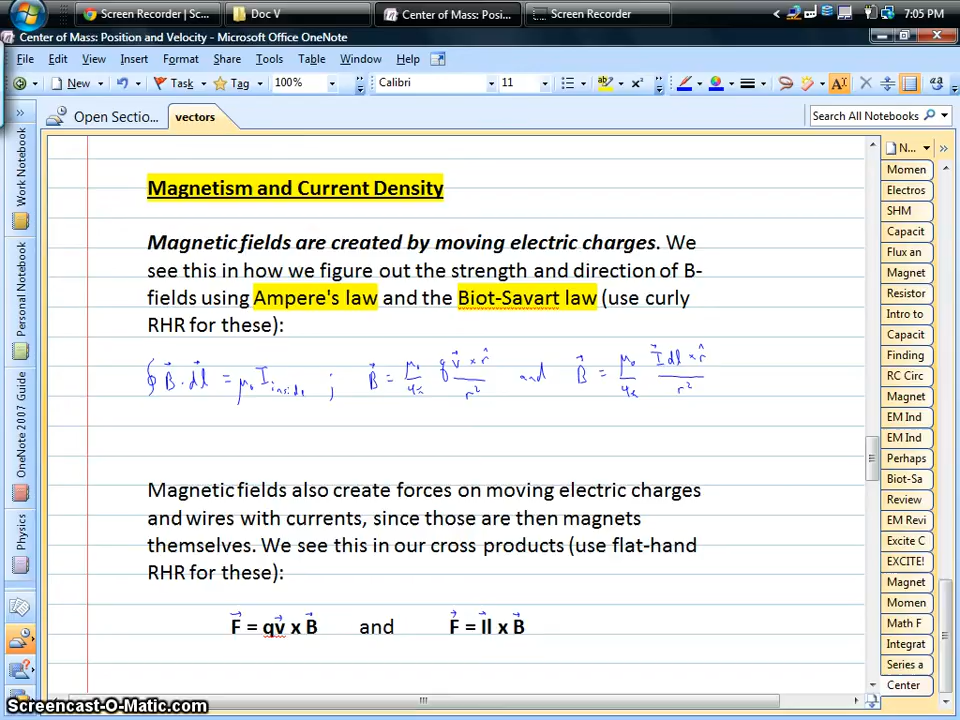 Screen Recorder | Sc... Doc V Center of Mass: Posi... Screen Recorder 7:05 PM
Center of Mass: Position and Velocity - Microsoft Office OneNote
File Edit View Insert Format Share Tools Table Window Help
New Task Tag 100% Calibri 11
Open Sectio... vectors Search All Notebooks
Magnetism and Current Density
Magnetic fields are created by moving electric charges. We
see this in how we figure out the strength and direction of B-
fields using Ampere's law and the Biot-Savart law (use curly
RHR for these):
∮ B⃗ · dl⃗ = μ₀ I inside ; B⃗ = μ₀/4π q v⃗ × r̂ / r² and B⃗ = μ₀/4π I⃗ dl × r̂ / r²
Magnetic fields also create forces on moving electric charges
and wires with currents, since those are then magnets
themselves. We see this in our cross products (use flat-hand
RHR for these):
F⃗ = qv⃗ x B⃗ and F⃗ = Il⃗ x B⃗
Work Notebook
Personal Notebook
OneNote 2007 Guide
Physics
N...
Momen
Electros
SHM
Capacit
Flux an
Magnet
Resistor
Intro to
Capacit
Finding
RC Circ
Magnet
EM Ind
EM Ind
Perhaps
Biot-Sa
Review
EM Revi
Excite C
EXCITE!
Magnet
Momen
Math F
Integrat
Series a
Center
Screencast-O-Matic.com